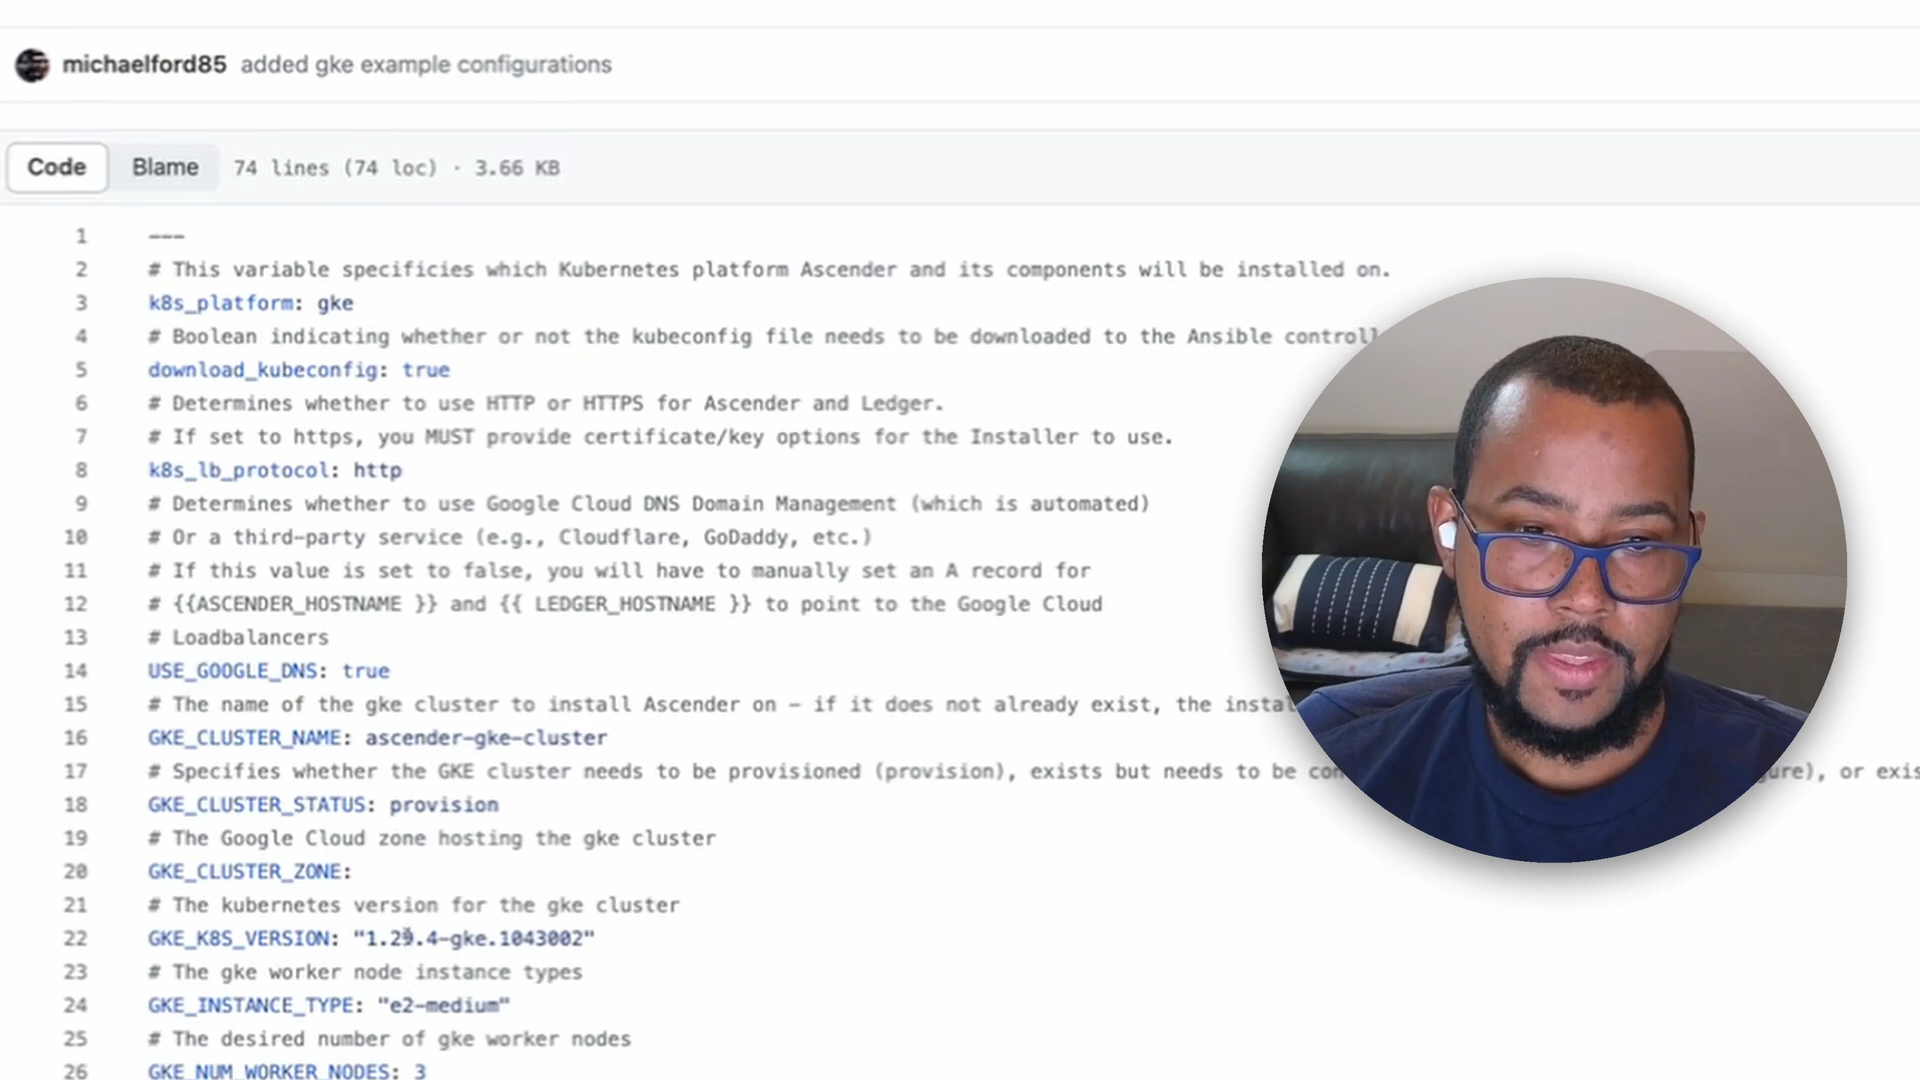 michaelford85 added gke example configurations
Code Blame 74 lines (74 loc) · 3.66 KB
1 ---
2 # This variable specificies which Kubernetes platform Ascender and its components will be installed on.
3 k8s_platform: gke
4 # Boolean indicating whether or not the kubeconfig file needs to be downloaded to the Ansible controll
5 download_kubeconfig: true
6 # Determines whether to use HTTP or HTTPS for Ascender and Ledger.
7 # If set to https, you MUST provide certificate/key options for the Installer to use.
8 k8s_lb_protocol: http
9 # Determines whether to use Google Cloud DNS Domain Management (which is automated)
10 # Or a third-party service (e.g., Cloudflare, GoDaddy, etc.)
11 # If this value is set to false, you will have to manually set an A record for
12 # {{ASCENDER_HOSTNAME }} and {{ LEDGER_HOSTNAME }} to point to the Google Cloud
13 # Loadbalancers
14 USE_GOOGLE_DNS: true
15 # The name of the gke cluster to install Ascender on – if it does not already exist, the instal
16 GKE_CLUSTER_NAME: ascender-gke-cluster
17 # Specifies whether the GKE cluster needs to be provisioned (provision), exists but needs to be con ure), or exis
18 GKE_CLUSTER_STATUS: provision
19 # The Google Cloud zone hosting the gke cluster
20 GKE_CLUSTER_ZONE:
21 # The kubernetes version for the gke cluster
22 GKE_K8S_VERSION: "1.29.4-gke.1043002"
23 # The gke worker node instance types
24 GKE_INSTANCE_TYPE: "e2-medium"
25 # The desired number of gke worker nodes
26 GKE_NUM_WORKER_NODES: 3